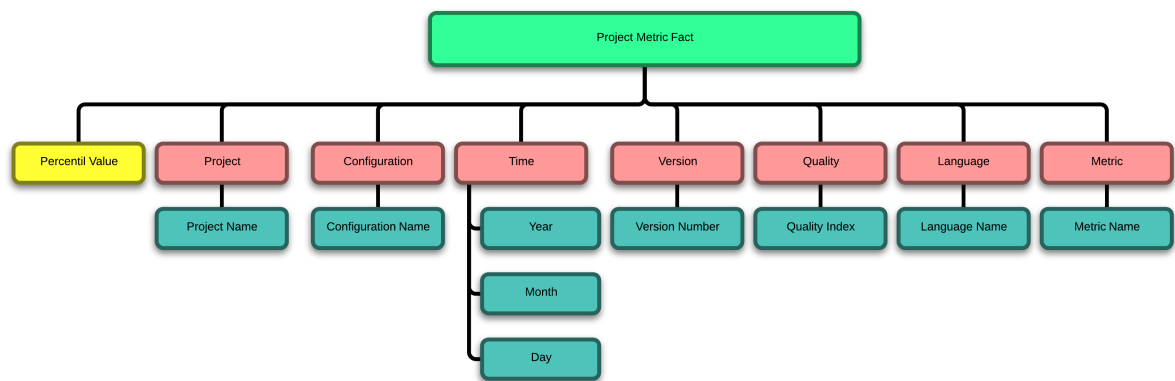 Project Metric Fact
Percentil Value
Project
Configuration
Time
Version
Quality
Language
Metric
Project Name
Configuration Name
Year
Version Number
Quality Index
Language Name
Metric Name
Month
Day